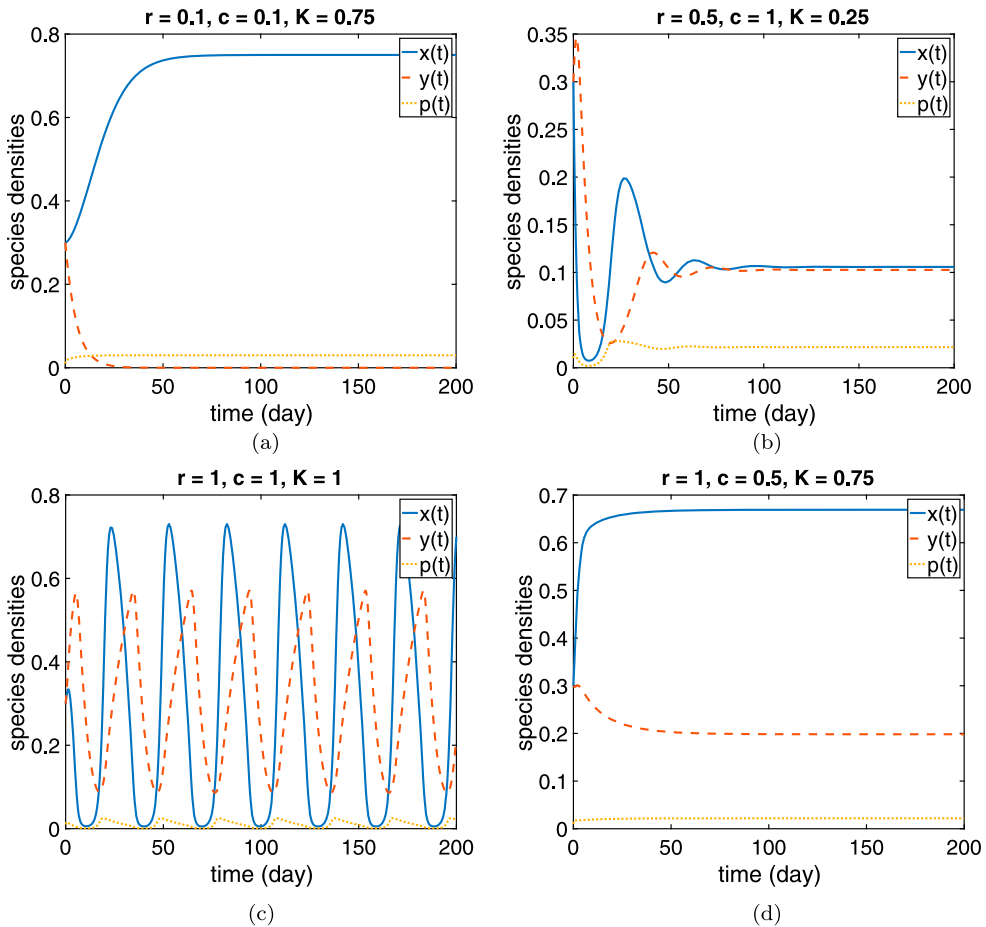 r = 0.1, c = 0.1, K = 0.75
0.8
0.6
0.4
0.2
0
species densities
x(t)
y(t)
p(t)
0 50 100 150 200
time (day)
(a)
r = 0.5, c = 1, K = 0.25
0.35
0.3
0.25
0.2
0.15
0.1
0.05
0
species densities
x(t)
y(t)
p(t)
0 50 100 150 200
time (day)
(b)
r = 1, c = 1, K = 1
0.8
0.6
0.4
0.2
0
species densities
x(t)
y(t)
p(t)
0 50 100 150 200
time (day)
(c)
r = 1, c = 0.5, K = 0.75
0.7
0.6
0.5
0.4
0.3
0.2
0.1
0
species densities
x(t)
y(t)
p(t)
0 50 100 150 200
time (day)
(d)